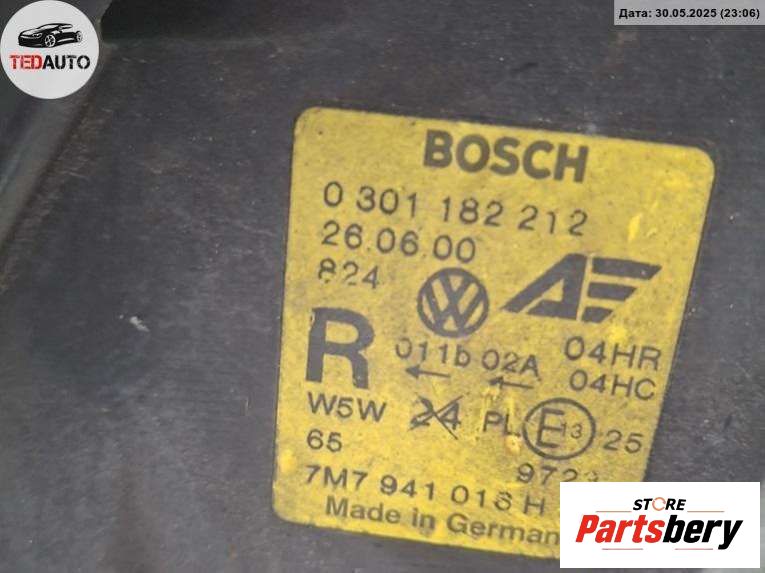 Дата: 30.05.2025 (23:06)
TEDAUTO
BOSCH
0 301 182 212
26.06.00
824
R
011b 02A
04HR
04HC
W5W 24 PL E13 25
65
7M7 941 016 H
Made in German
STORE
Partsbery